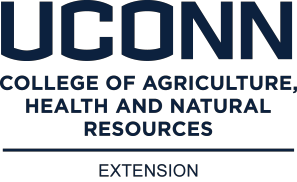 UCONN
COLLEGE OF AGRICULTURE,
HEALTH AND NATURAL
RESOURCES
EXTENSION